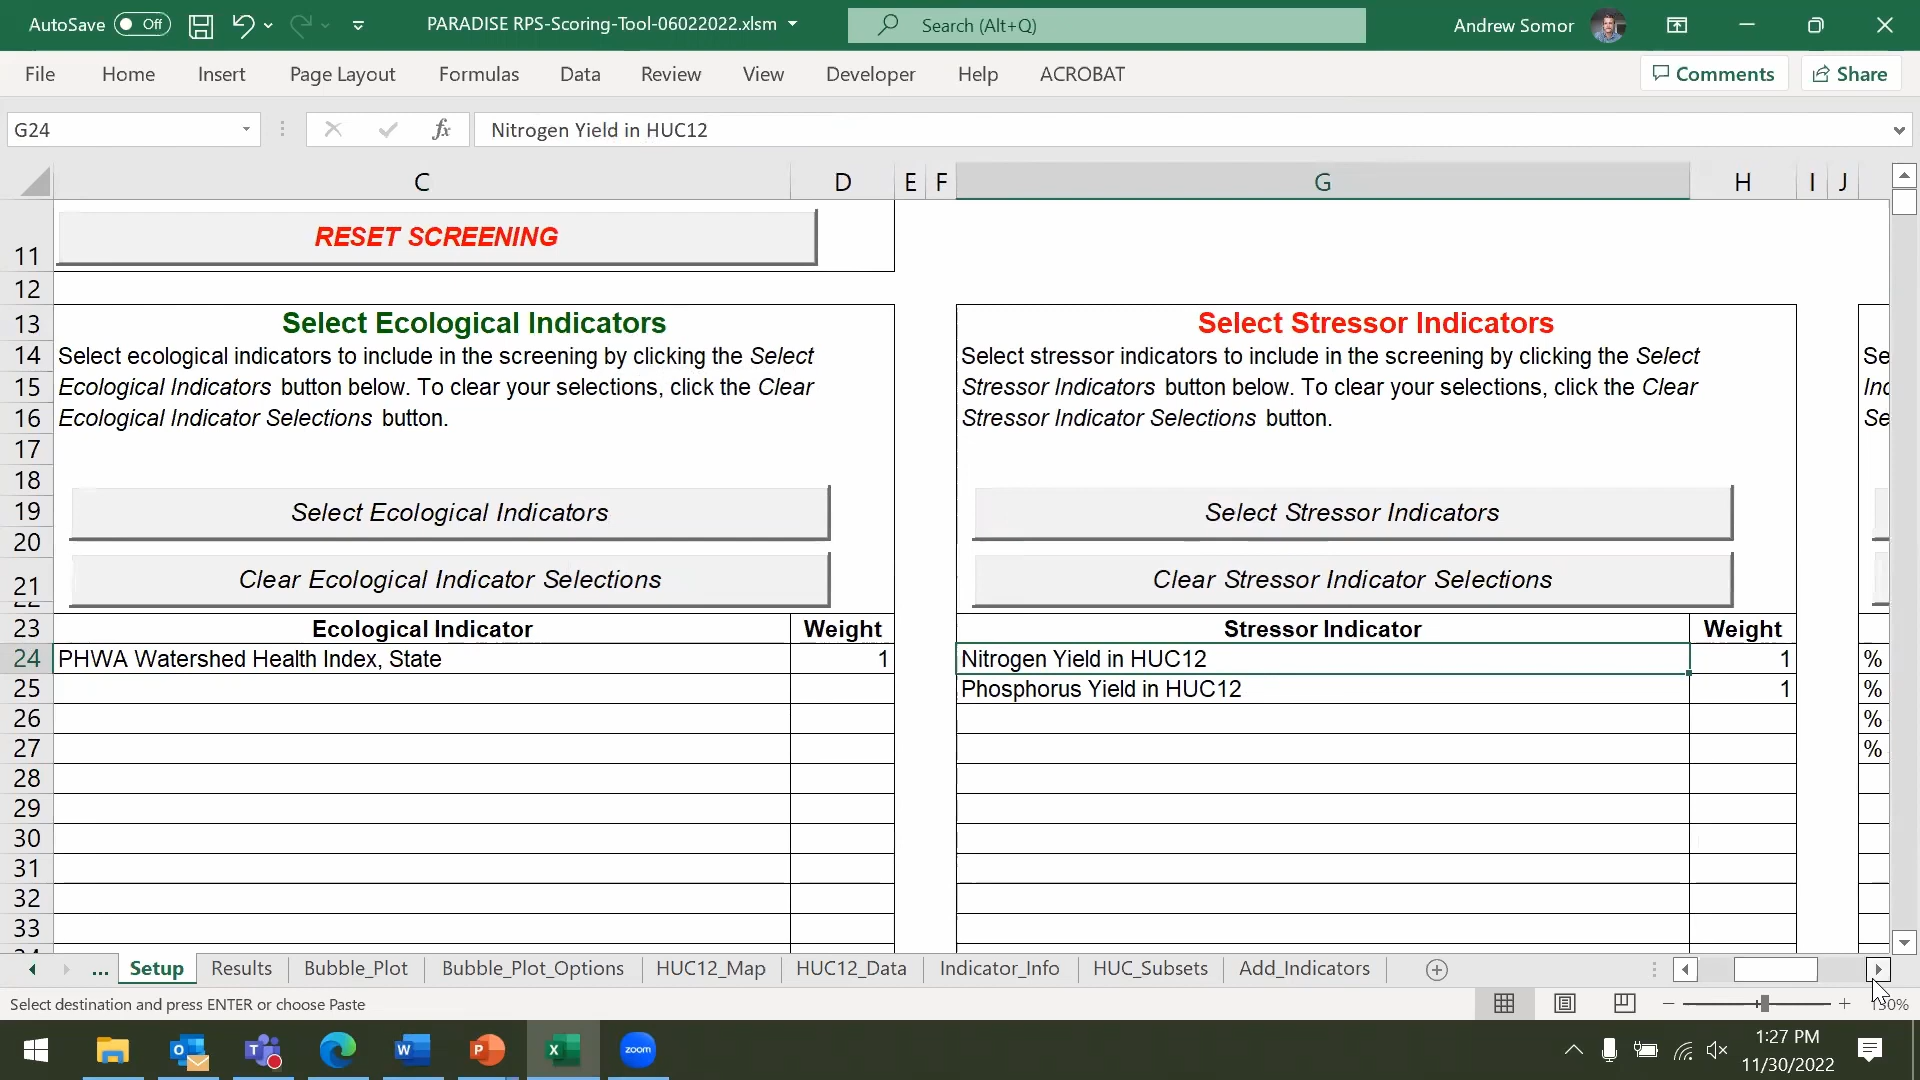 AutoSave Off PARADISE RPS-Scoring-Tool-06022022.xlsm Search (Alt+Q) Andrew Somor
File Home Insert Page Layout Formulas Data Review View Developer Help ACROBAT Comments Share
G24 fx Nitrogen Yield in HUC12
C D E F G H I J
11 RESET SCREENING
12
13 Select Ecological Indicators Select Stressor Indicators
14 Select ecological indicators to include in the screening by clicking the Select Select stressor indicators to include in the screening by clicking the Select Se
15 Ecological Indicators button below. To clear your selections, click the Clear Stressor Indicators button below. To clear your selections, click the Clear Ind
16 Ecological Indicator Selections button. Stressor Indicator Selections button. Se
17
18
19 Select Ecological Indicators Select Stressor Indicators
20
21 Clear Ecological Indicator Selections Clear Stressor Indicator Selections
23 Ecological Indicator Weight Stressor Indicator Weight
24 PHWA Watershed Health Index, State 1 Nitrogen Yield in HUC12 1 %
25 Phosphorus Yield in HUC12 1 %
26 %
27 %
28
29
30
31
32
33
... Setup Results Bubble_Plot Bubble_Plot_Options HUC12_Map HUC12_Data Indicator_Info HUC_Subsets Add_Indicators
Select destination and press ENTER or choose Paste
zoom
1:27 PM
11/30/2022